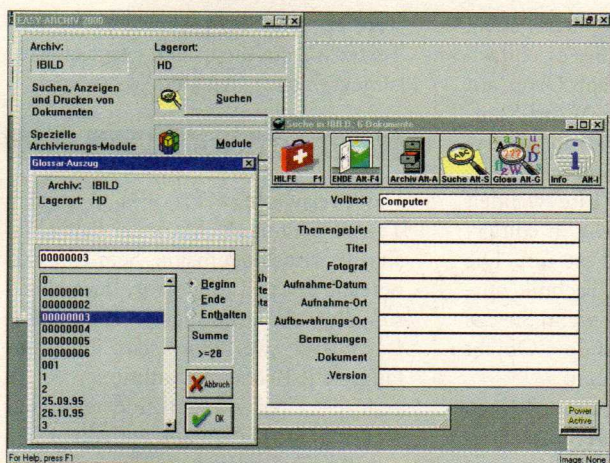 EASY-ARCHIV 2000
Archiv:
Lagerort:
!BILD
HD
Suchen, Anzeigen
und Drucken von
Dokumenten
Suchen
Spezielle
Archivierungs-Module
Module
Glossar-Auszug
Archiv: !BILD
Lagerort: HD
00000003
0
00000001
00000002
00000003
00000004
00000005
00000006
001
1
2
25.09.95
26.10.95
3
Beginn
Ende
Enthalten
Summe
>=28
Abbruch
OK
Suche in !BILD: 6 Dokumente
HILFE F1
ENDE Alt-F4
Archiv Alt-A
Suche Alt-S
Gloss Alt-G
Info Alt-I
Volltext
Computer
Themengebiet
Titel
Fotograf
Aufnahme-Datum
Aufnahme-Ort
Aufbewahrungs-Ort
Bemerkungen
.Dokument
.Version
Power
Active
For Help, press F1
Image: None